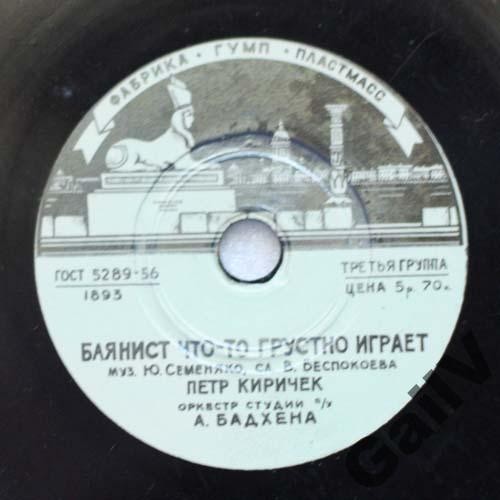 ФАБРИКА · ГУМП · ПЛАСТМАСС
ГОСТ 5289-56
1893
ТРЕТЬЯ ГРУППА
ЦЕНА 5р. 70к.
БАЯНИСТ ЧТО-ТО ГРУСТНО ИГРАЕТ
МУЗ. Ю. СЕМЕНЯКО, СЛ. В. БЕСПОКОЕВА
ПЕТР КИРИЧЕК
ОРКЕСТР СТУДИИ П/У
А. БАДХЕНА
GailV